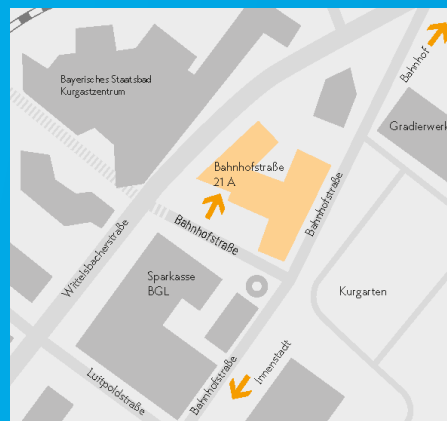 Bahnhof
Bayerisches Staatsbad
Kurgastzentrum
Gradierwerk
Bahnhofstraße
21 A
Bahnhofstraße
Bahnhofstraße
Wittelsbacherstraße
Sparkasse
BGL
Kurgarten
Innenstadt
Bahnhofstraße
Luitpoldstraße